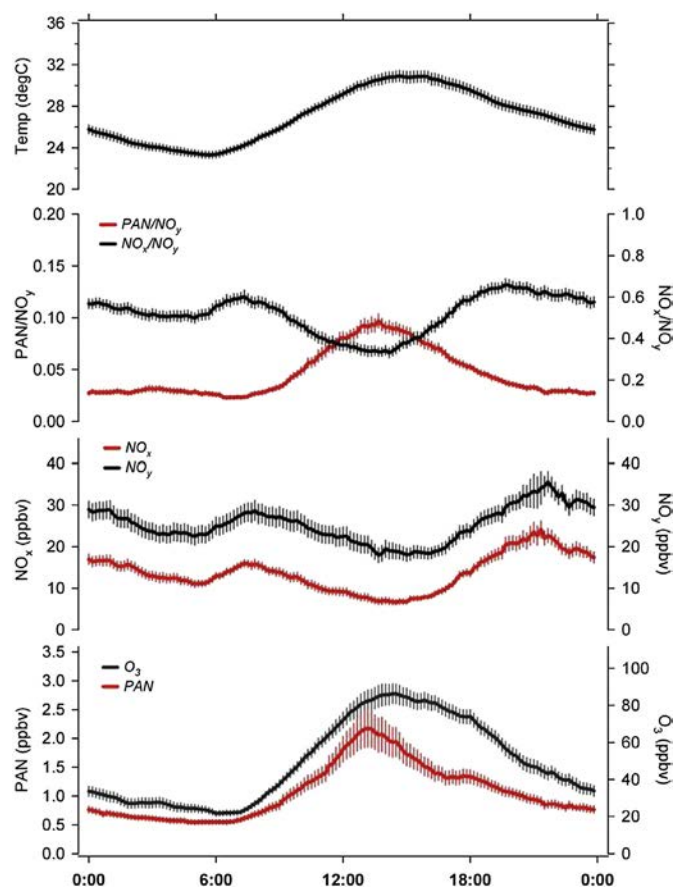 36
32
28
24
20
Temp (degC)
0.20
0.15
0.10
0.05
0.00
PAN/NOy
PAN/NOy
NOx/NOy
1.0
0.8
0.6
0.4
0.2
0.0
NOx/NOy
40
30
20
10
0
NOx (ppbv)
NOx
NOy
40
30
20
10
0
NOy (ppbv)
3.5
3.0
2.5
2.0
1.5
1.0
0.5
0.0
PAN (ppbv)
O3
PAN
100
80
60
40
20
0
O3 (ppbv)
0:00 6:00 12:00 18:00 0:00